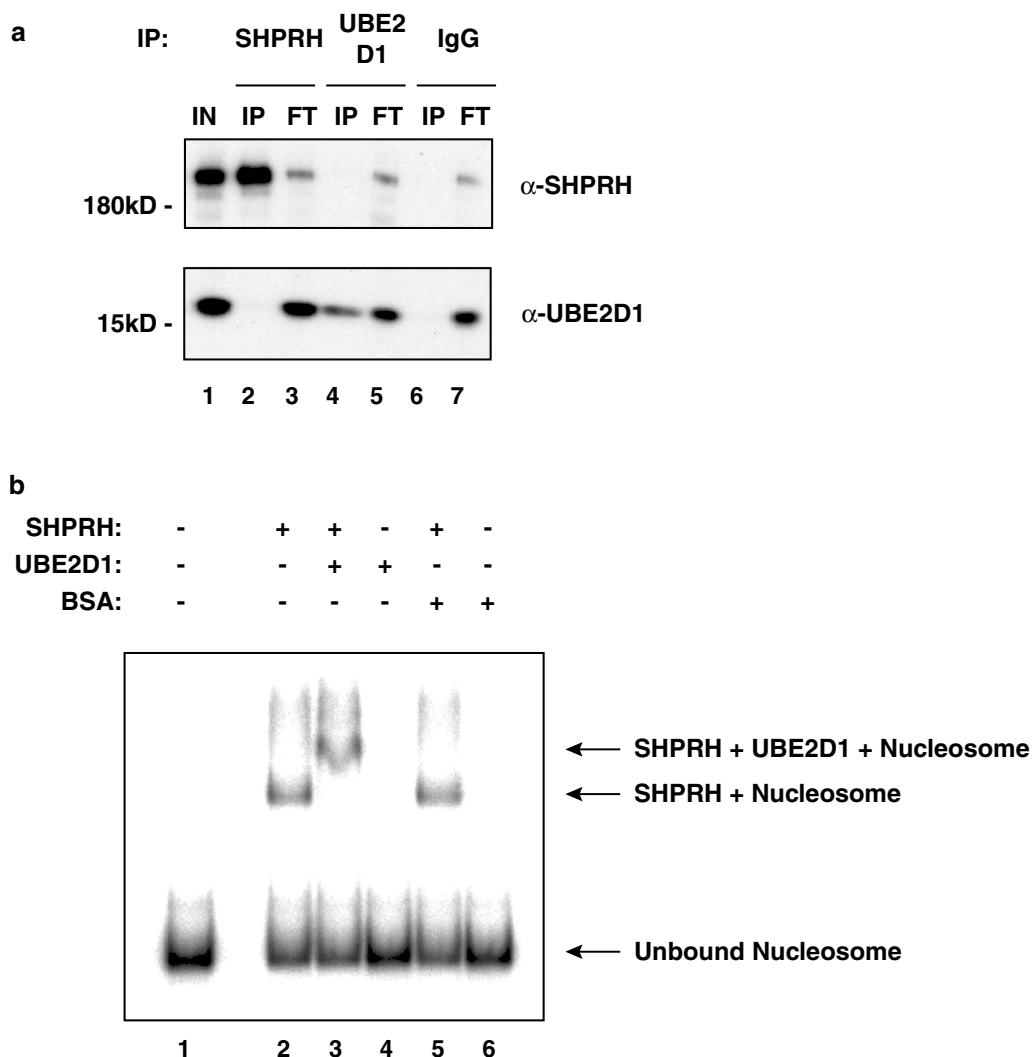 a
IP: SHPRH UBE2 D1 IgG
IN IP FT IP FT IP FT
α-SHPRH
180kD -
α-UBE2D1
15kD -
1 2 3 4 5 6 7
b
SHPRH: - + + - + -
UBE2D1: - - + + - -
BSA: - - - - + +
SHPRH + UBE2D1 + Nucleosome
SHPRH + Nucleosome
Unbound Nucleosome
1 2 3 4 5 6